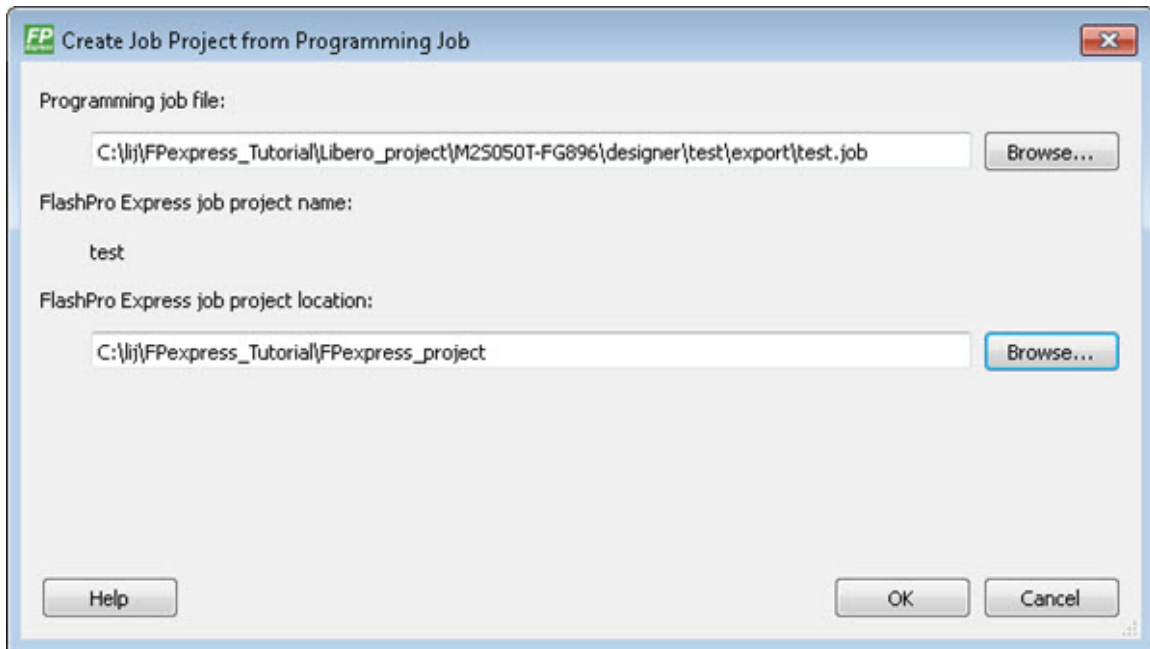 FP Express Create Job Project from Programming Job
Programming job file:
C:\lij\FPexpress_Tutorial\Libero_project\M2S050T-FG896\designer\test\export\test.job Browse...
FlashPro Express job project name:
test
FlashPro Express job project location:
C:\lij\FPexpress_Tutorial\FPexpress_project Browse...
Help OK Cancel